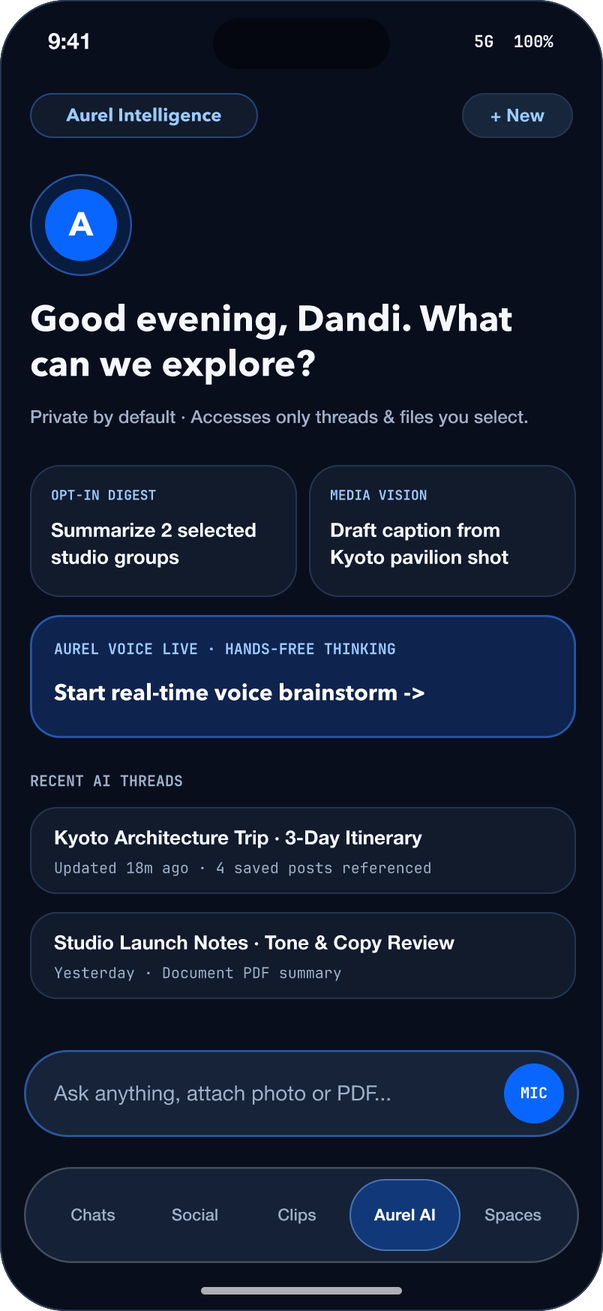 9:41
5G 100%
Aurel Intelligence
+ New
A
Good evening, Dandi. What
can we explore?
Private by default · Accesses only threads & files you select.
OPT-IN DIGEST
Summarize 2 selected
studio groups
MEDIA VISION
Draft caption from
Kyoto pavilion shot
AUREL VOICE LIVE · HANDS-FREE THINKING
Start real-time voice brainstorm ->
RECENT AI THREADS
Kyoto Architecture Trip · 3-Day Itinerary
Updated 18m ago · 4 saved posts referenced
Studio Launch Notes · Tone & Copy Review
Yesterday · Document PDF summary
Ask anything, attach photo or PDF...
MIC
Chats
Social
Clips
Aurel AI
Spaces